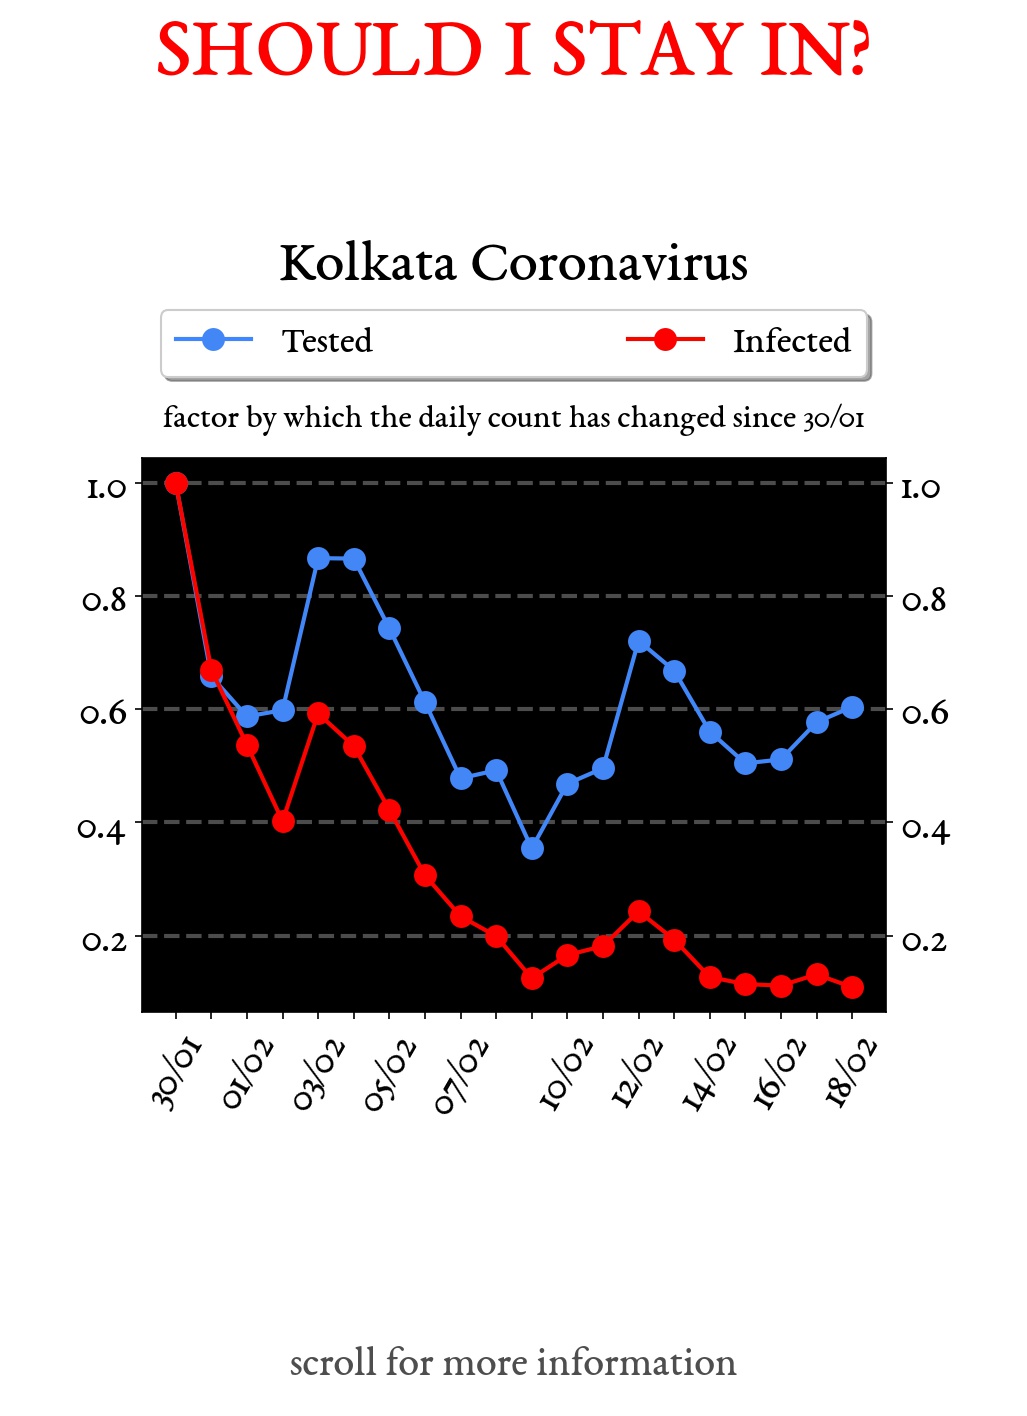 SHOULD I STAY IN?
Kolkata Coronavirus
Tested Infected
factor by which the daily count has changed since 30/01
1.0 1.0
0.8 0.8
0.6 0.6
0.4 0.4
0.2 0.2
30/01 01/02 03/02 05/02 07/02 10/02 12/02 14/02 16/02 18/02
scroll for more information